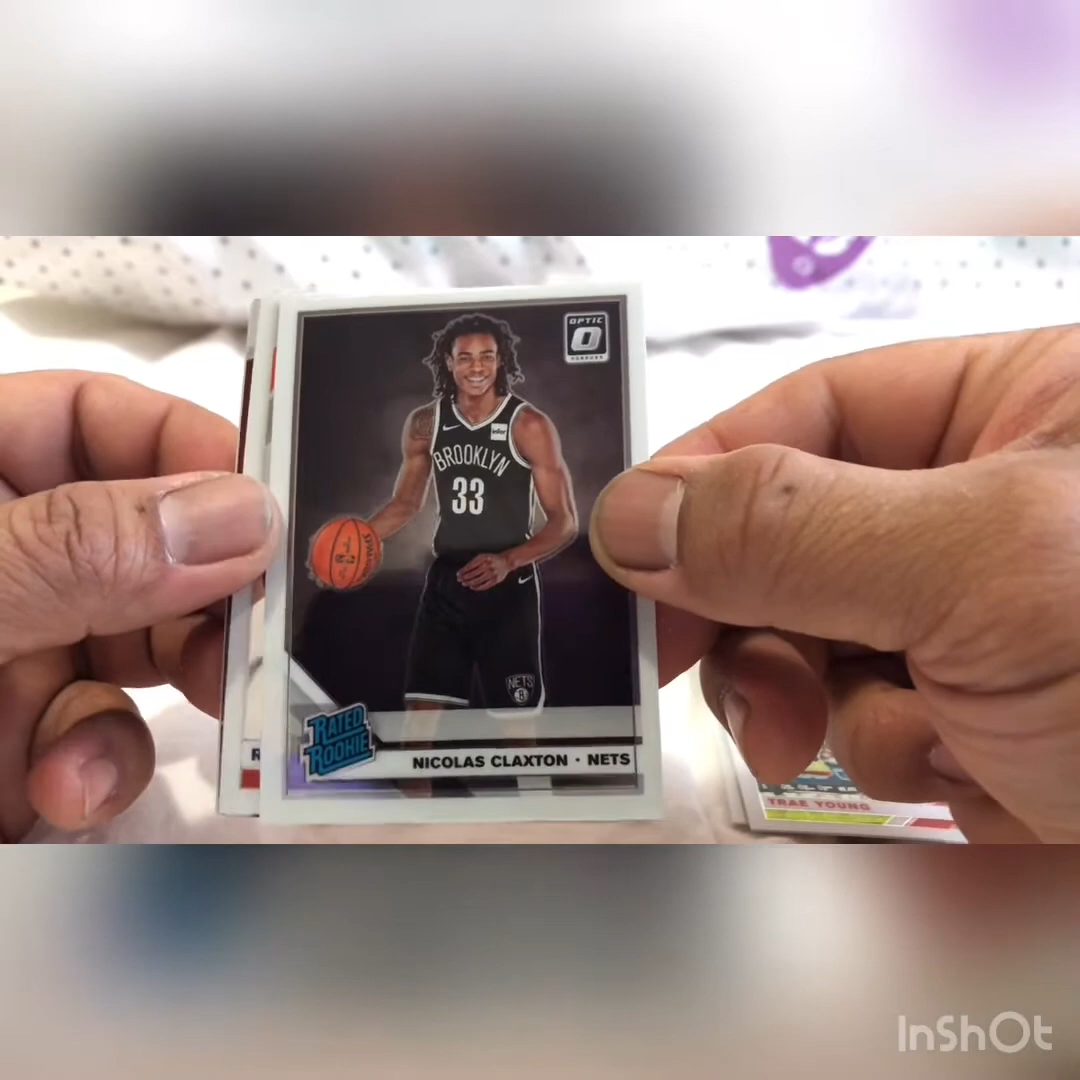 OPTIC
DONRUSS
BROOKLYN
33
NETS
RATED
ROOKIE
NICOLAS CLAXTON · NETS
R
TRAE YOUNG
InShOt